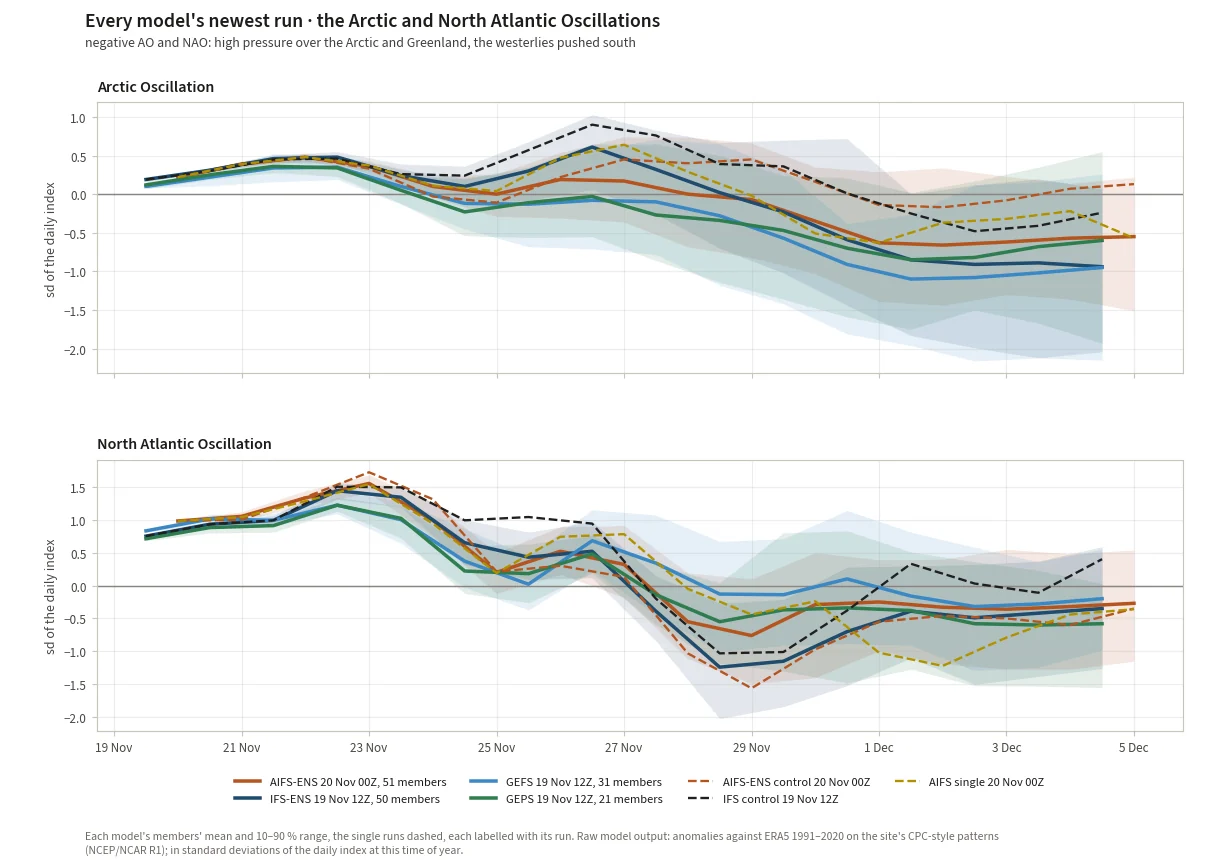 Every model's newest run · the Arctic and North Atlantic Oscillations
negative AO and NAO: high pressure over the Arctic and Greenland, the westerlies pushed south
Arctic Oscillation
sd of the daily index
1.0
0.5
0.0
−0.5
−1.0
−1.5
−2.0
North Atlantic Oscillation
sd of the daily index
1.5
1.0
0.5
0.0
−0.5
−1.0
−1.5
−2.0
19 Nov 21 Nov 23 Nov 25 Nov 27 Nov 29 Nov 1 Dec 3 Dec 5 Dec
AIFS-ENS 20 Nov 00Z, 51 members GEFS 19 Nov 12Z, 31 members AIFS-ENS control 20 Nov 00Z AIFS single 20 Nov 00Z
IFS-ENS 19 Nov 12Z, 50 members GEPS 19 Nov 12Z, 21 members IFS control 19 Nov 12Z
Each model's members' mean and 10–90 % range, the single runs dashed, each labelled with its run. Raw model output: anomalies against ERA5 1991–2020 on the site's CPC-style patterns
(NCEP/NCAR R1); in standard deviations of the daily index at this time of year.